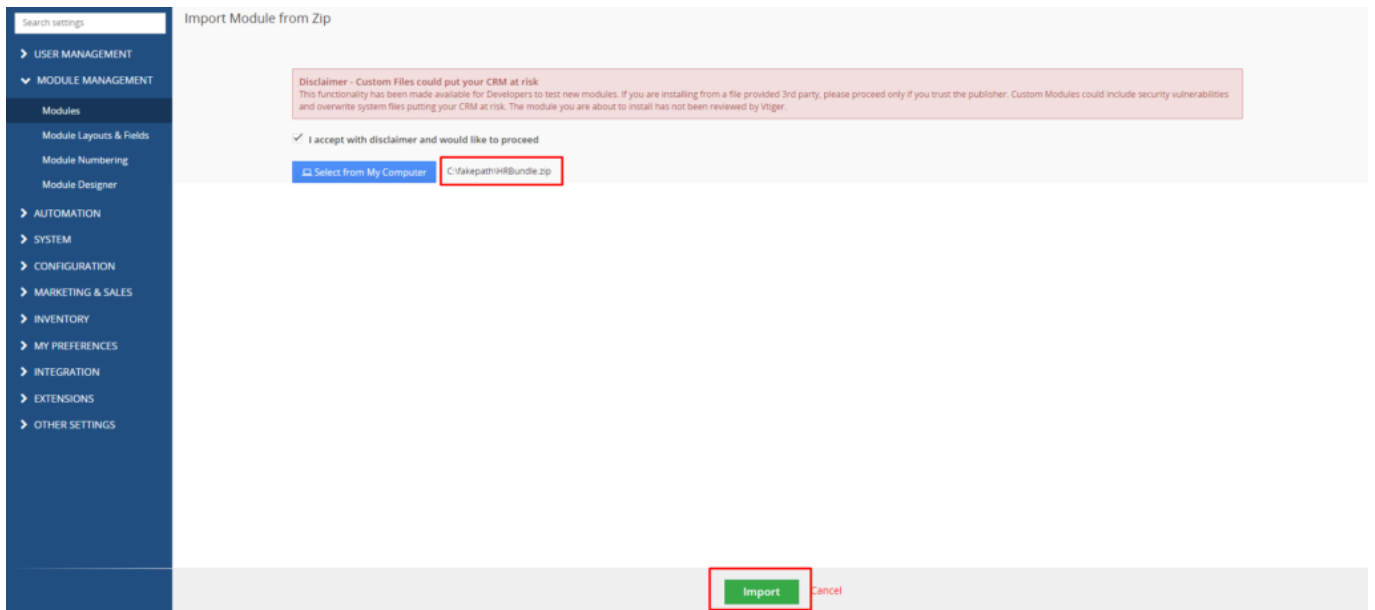 Search settings
USER MANAGEMENT
MODULE MANAGEMENT
Modules
Module Layouts & Fields
Module Numbering
Module Designer
AUTOMATION
SYSTEM
CONFIGURATION
MARKETING & SALES
INVENTORY
MY PREFERENCES
INTEGRATION
EXTENSIONS
OTHER SETTINGS
Import Module from Zip
Disclaimer - Custom Files could put your CRM at risk
This functionality has been made available for Developers to test new modules. If you are installing from a file provided 3rd party, please proceed only if you trust the publisher. Custom Modules could include security vulnerabilities
and overwrite system files putting your CRM at risk. The module you are about to install has not been reviewed by Vtiger.
I accept with disclaimer and would like to proceed
Select from My Computer
C:\fakepath\HRBundle.zip
Import
Cancel